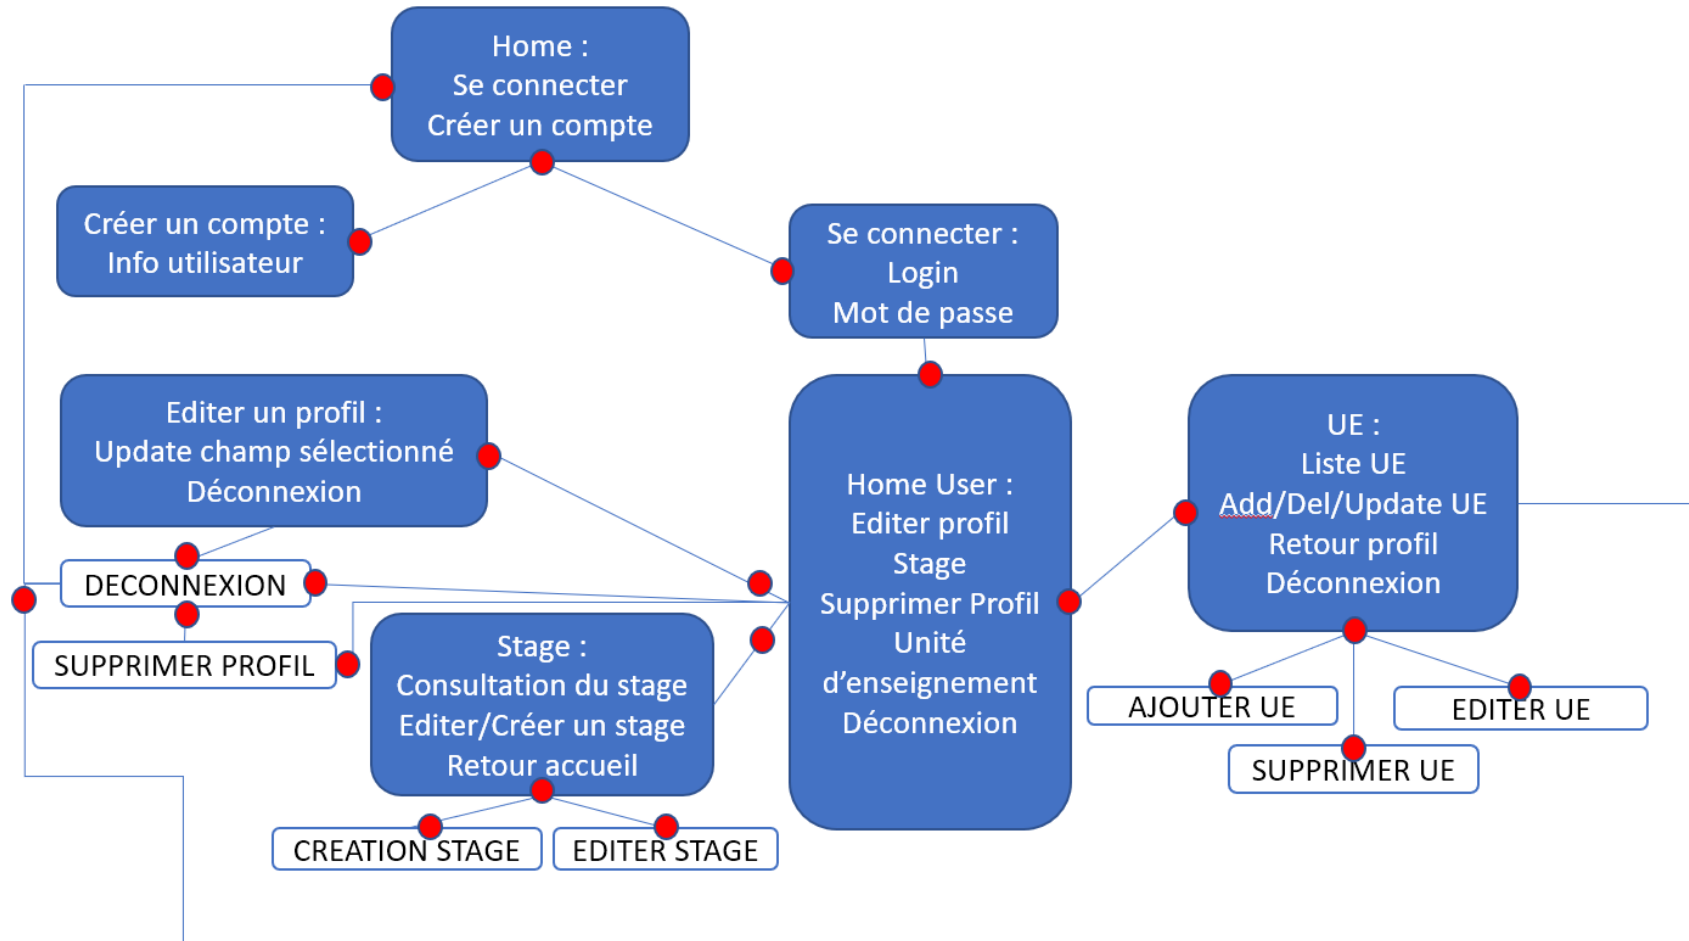 Home :
Se connecter
Créer un compte
Créer un compte :
Info utilisateur
Se connecter :
Login
Mot de passe
Editer un profil :
Update champ sélectionné
Déconnexion
DECONNEXION
SUPPRIMER PROFIL
Stage :
Consultation du stage
Editer/Créer un stage
Retour accueil
CREATION STAGE
EDITER STAGE
Home User :
Editer profil
Stage
Supprimer Profil
Unité
d’enseignement
Déconnexion
UE :
Liste UE
Add/Del/Update UE
Retour profil
Déconnexion
AJOUTER UE
EDITER UE
SUPPRIMER UE